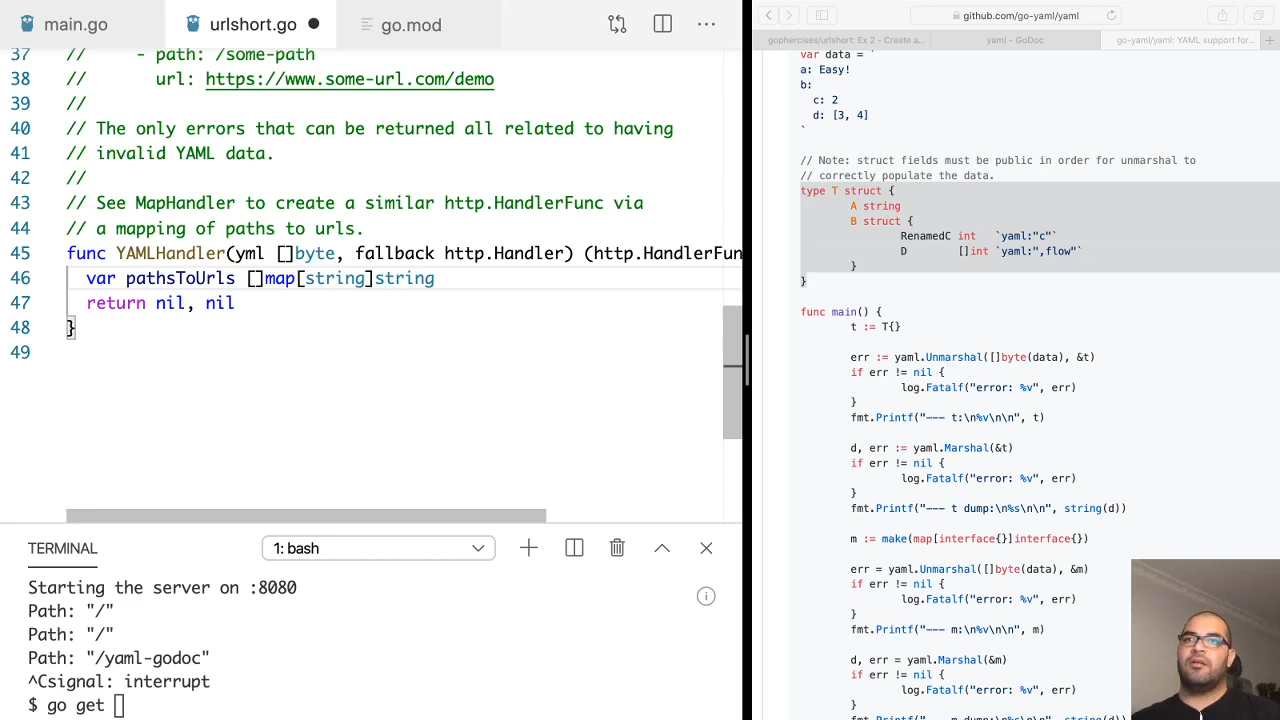 main.go
urlshort.go
go.mod
37 // - path: /some-path
38 // url: https://www.some-url.com/demo
39 //
40 // The only errors that can be returned all related to having
41 // invalid YAML data.
42 //
43 // See MapHandler to create a similar http.HandlerFunc via
44 // a mapping of paths to urls.
45 func YAMLHandler(yml []byte, fallback http.Handler) (http.HandlerFun
46 var pathsToUrls []map[string]string
47 return nil, nil
48 }
49
TERMINAL
1: bash
Starting the server on :8080
Path: "/"
Path: "/"
Path: "/yaml-godoc"
^Csignal: interrupt
$ go get
github.com/go-yaml/yaml
gophercises/urlshort: Ex 2 - Create a...
yaml - GoDoc
go-yaml/yaml: YAML support for...
var data = `
a: Easy!
b:
c: 2
d: [3, 4]
`
// Note: struct fields must be public in order for unmarshal to
// correctly populate the data.
type T struct {
A string
B struct {
RenamedC int `yaml:"c"`
D []int `yaml:",flow"`
}
}
func main() {
t := T{}
err := yaml.Unmarshal([]byte(data), &t)
if err != nil {
log.Fatalf("error: %v", err)
}
fmt.Printf("--- t:\n%v\n\n", t)
d, err := yaml.Marshal(&t)
if err != nil {
log.Fatalf("error: %v", err)
}
fmt.Printf("--- t dump:\n%s\n\n", string(d))
m := make(map[interface{}]interface{})
err = yaml.Unmarshal([]byte(data), &m)
if err != nil {
log.Fatalf("error: %v", err)
}
fmt.Printf("--- m:\n%v\n\n", m)
d, err = yaml.Marshal(&m)
if err != nil {
log.Fatalf("error: %v", err)
}
fmt.Printf("--- m dump:\n%s\n\n", string(d))